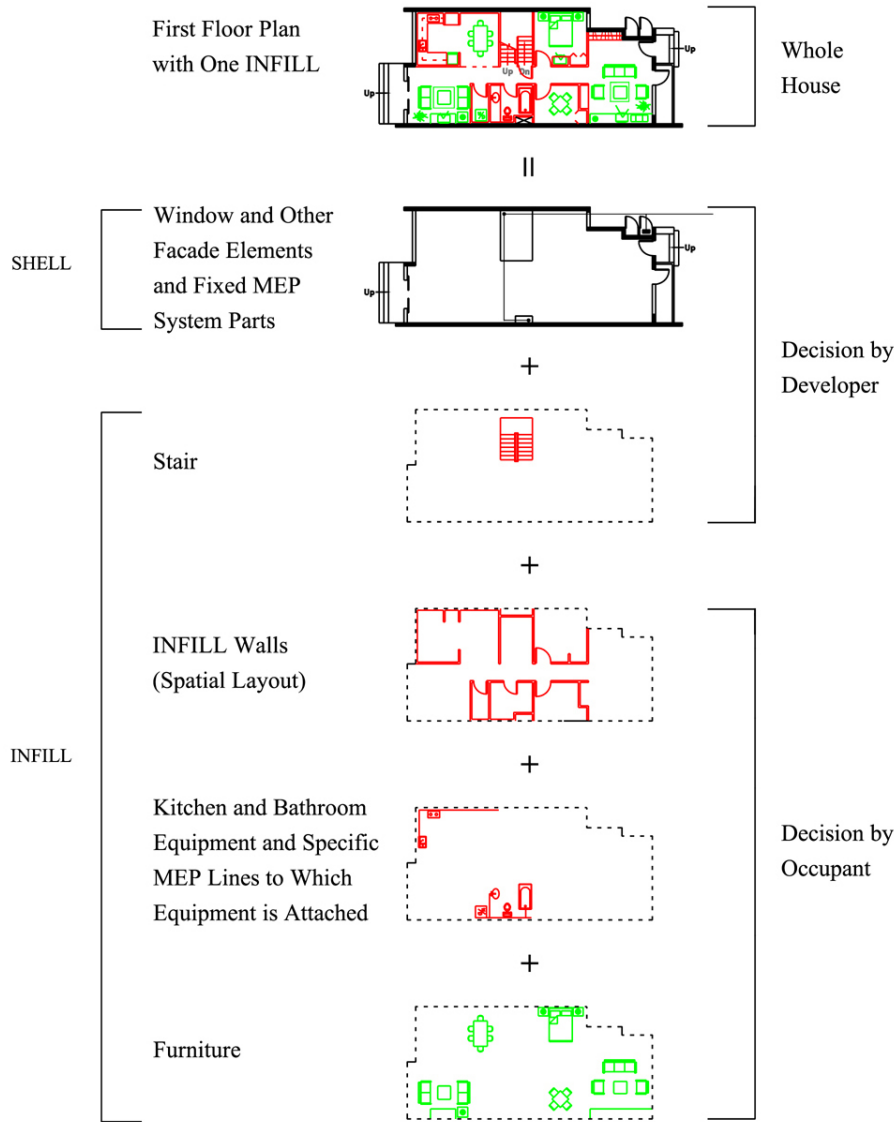 First Floor Plan
with One INFILL
Up Dn
Up
Up
Whole
House
=
SHELL
Window and Other
Facade Elements
and Fixed MEP
System Parts
Up
Up
+
Decision by
Developer
Stair
+
INFILL Walls
(Spatial Layout)
INFILL
+
Kitchen and Bathroom
Equipment and Specific
MEP Lines to Which
Equipment is Attached
Decision by
Occupant
+
Furniture